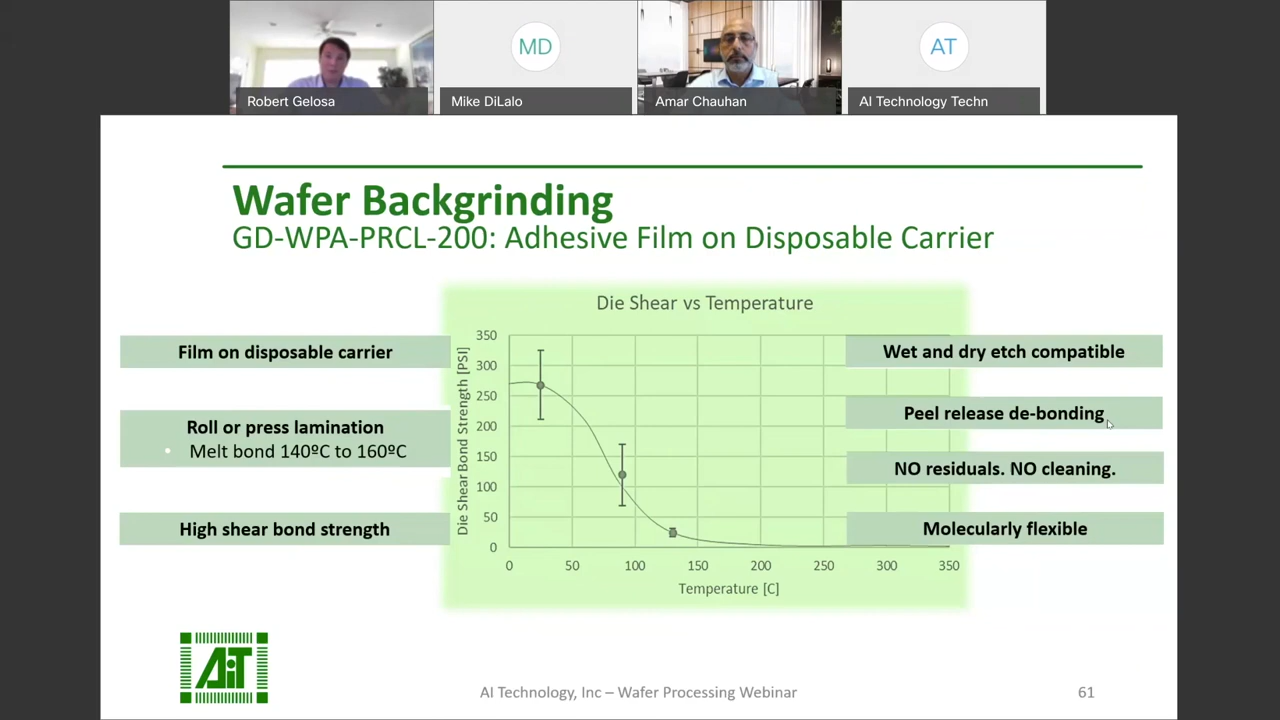 MD
AT
Robert Gelosa
Mike DiLalo
Amar Chauhan
AI Technology Techn
Wafer Backgrinding
GD-WPA-PRCL-200: Adhesive Film on Disposable Carrier
Film on disposable carrier
Roll or press lamination
• Melt bond 140ºC to 160ºC
High shear bond strength
Die Shear vs Temperature
Die Shear Bond Strength [PSI]
350
300
250
200
150
100
50
0
0 50 100 150 200 250 300 350
Temperature [C]
Wet and dry etch compatible
Peel release de-bonding
NO residuals. NO cleaning.
Molecularly flexible
AiT
AI Technology, Inc – Wafer Processing Webinar
61